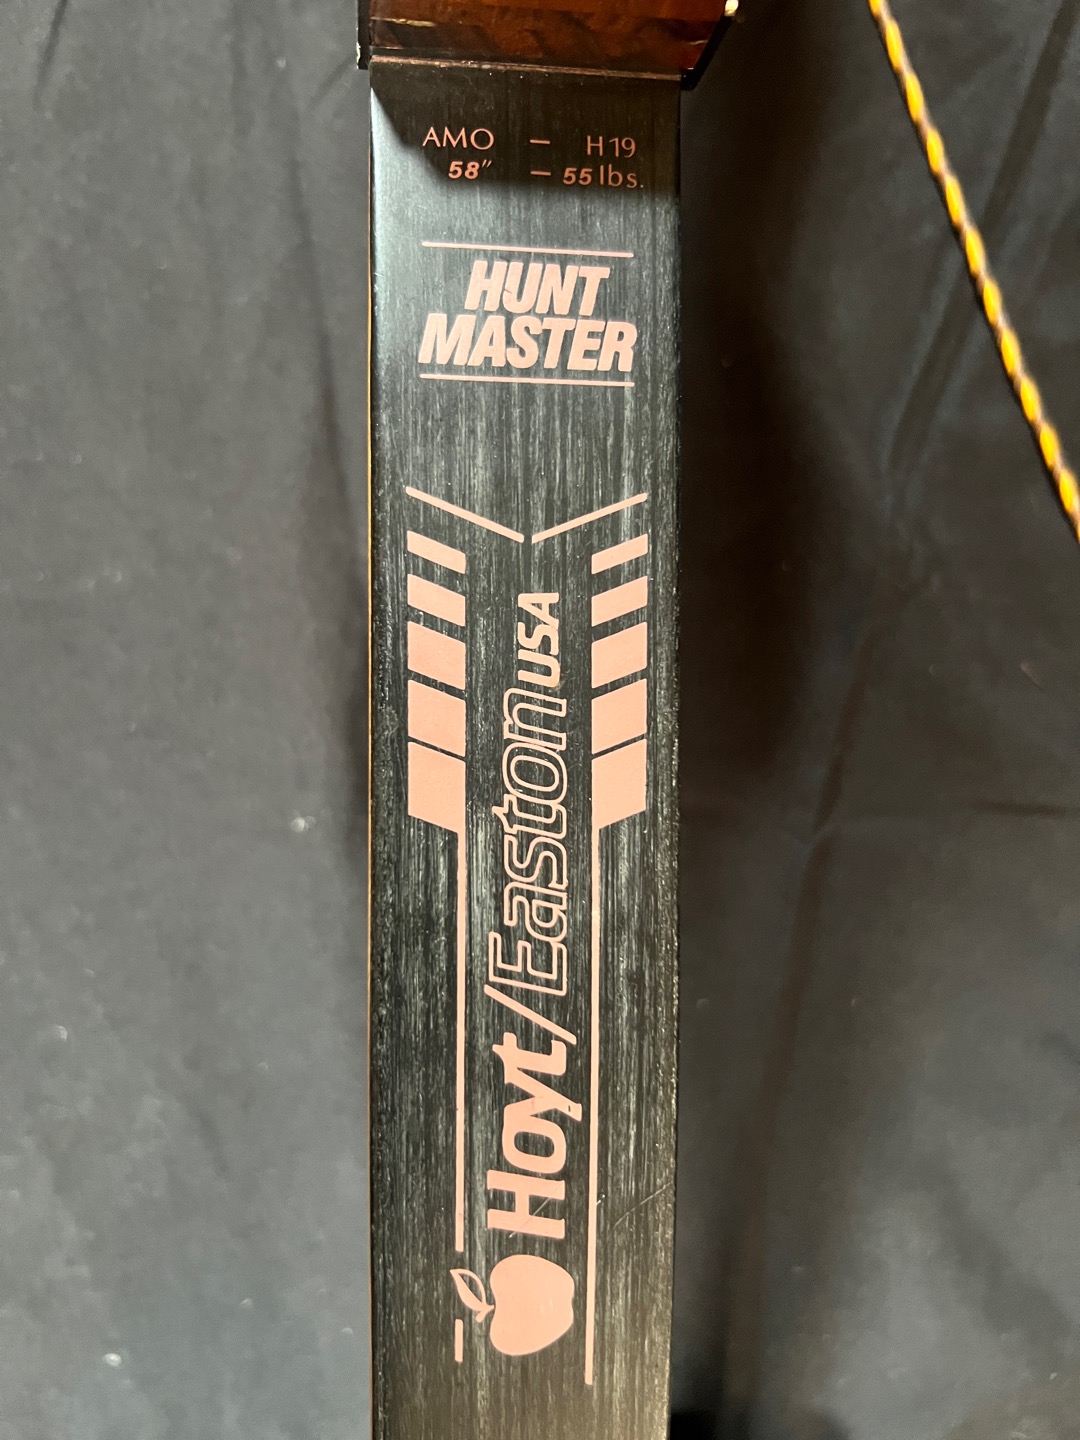 AMO — H19
58" — 55 lbs.
HUNT
MASTER
Hoyt/Easton USA